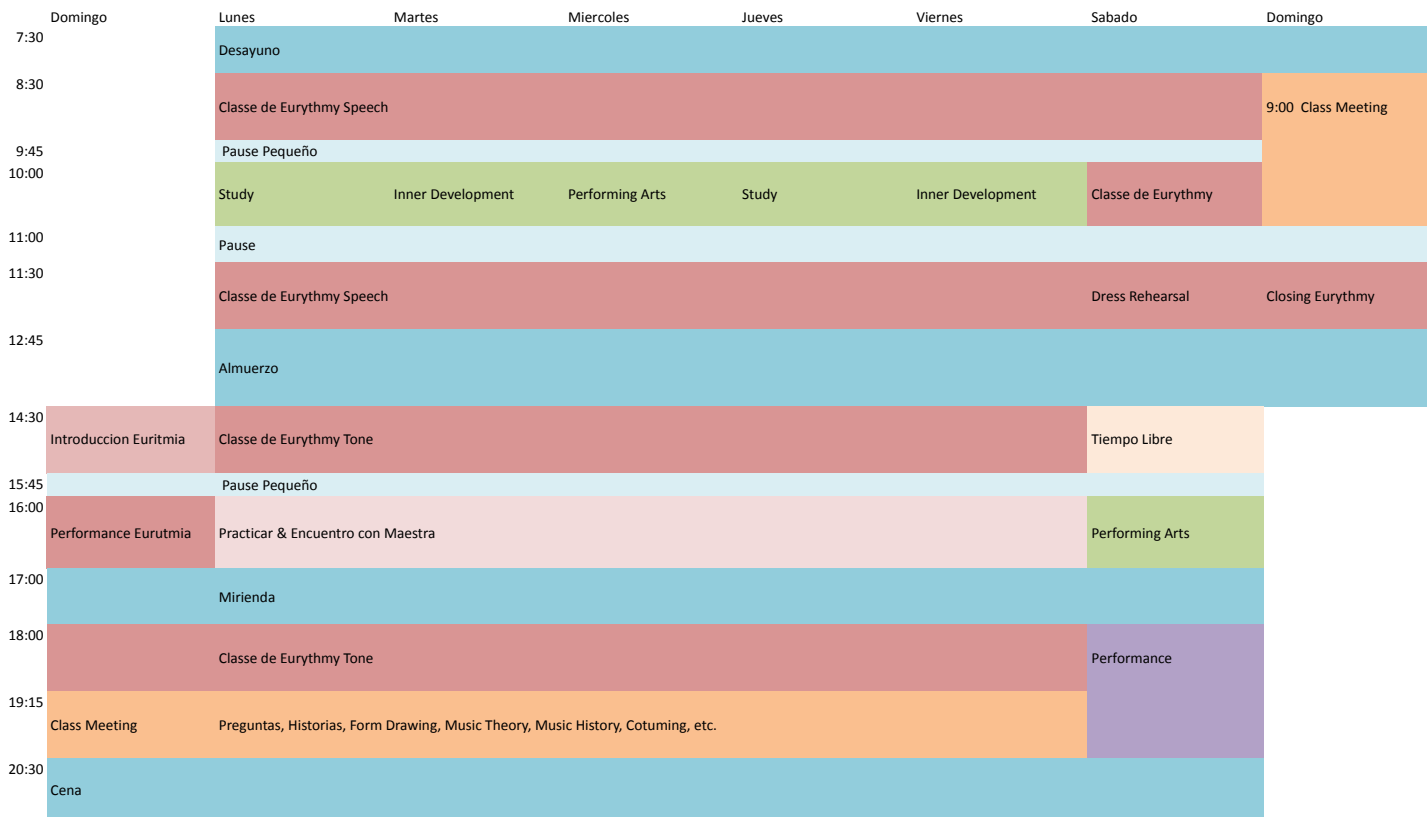 Domingo Lunes Martes Miercoles Jueves Viernes Sabado Domingo
7:30
Desayuno
8:30
Classe de Eurythmy Speech 9:00 Class Meeting
9:45 Pause Pequeño
10:00
Study Inner Development Performing Arts Study Inner Development Classe de Eurythmy
11:00
Pause
11:30
Classe de Eurythmy Speech Dress Rehearsal Closing Eurythmy
12:45
Almuerzo
14:30
Introduccion Euritmia Classe de Eurythmy Tone Tiempo Libre
15:45 Pause Pequeño
16:00
Performance Eurutmia Practicar & Encuentro con Maestra Performing Arts
17:00
Mirienda
18:00
Classe de Eurythmy Tone Performance
19:15
Class Meeting Preguntas, Historias, Form Drawing, Music Theory, Music History, Cotuming, etc.
20:30
Cena